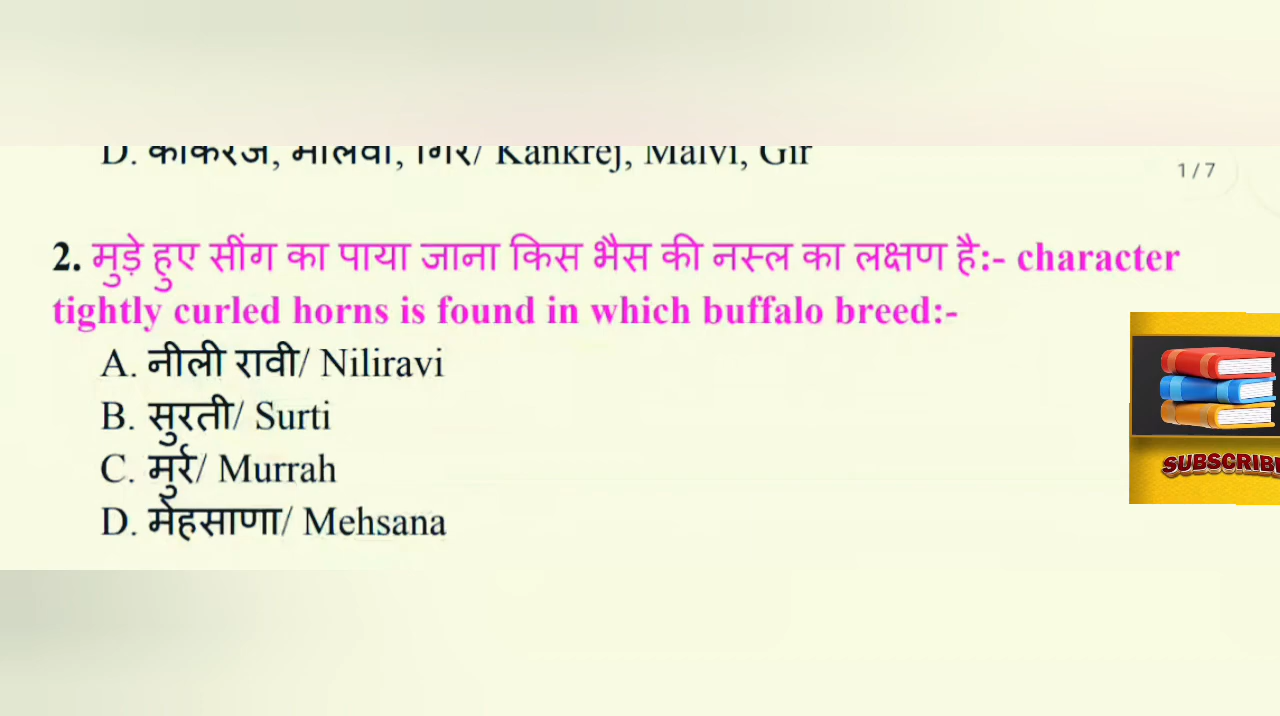 D. कांकरेज, मालवी, गिर/ Kankrej, Malvi, Gir
1 / 7
2. मुड़े हुए सींग का पाया जाना किस भैस की नस्ल का लक्षण है:- character
tightly curled horns is found in which buffalo breed:-
A. नीली रावी/ Niliravi
B. सुरती/ Surti
C. मुर्रा/ Murrah
D. मेहसाणा/ Mehsana
SUBSCRIBE